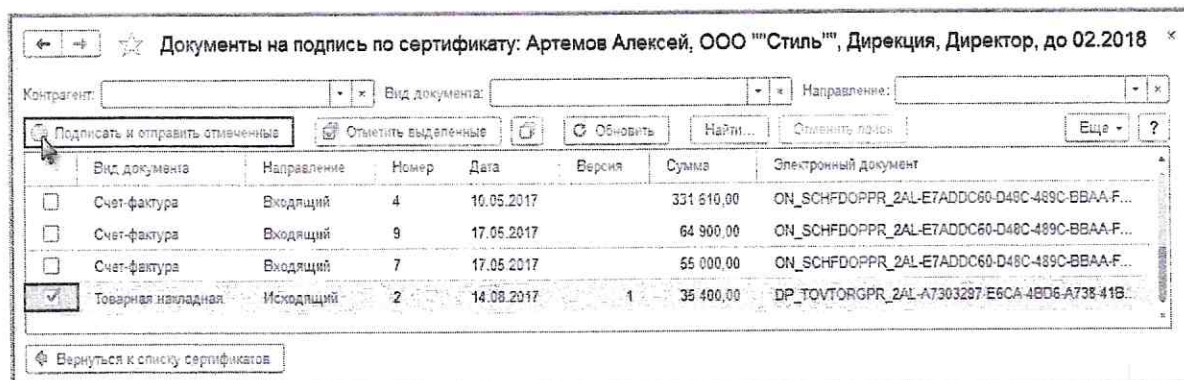 Документы на подпись по сертификату: Артемов Алексей, ООО ""Стиль"", Дирекция, Директор, до 02.2018
Контрагент: Вид документа: Направление:
Подписать и отправить отмеченные Отметить выделенные Обновить Найти... Отменить поиск Еще ?
Вид документа Направление Номер Дата Версия Сумма Электронный документ
Счет-фактура Входящий 4 10.05.2017 331 610,00 ON_SCHFDOPPR_2AL-E7ADDC60-D48C-489C-BBAA-F...
Счет-фактура Входящий 9 17.05.2017 64 900,00 ON_SCHFDOPPR_2AL-E7ADDC60-D48C-489C-BBAA-F...
Счет-фактура Входящий 7 17.05.2017 55 000,00 ON_SCHFDOPPR_2AL-E7ADDC60-D48C-489C-BBAA-F...
Товарная накладная Исходящий 2 14.08.2017 1 35 400,00 DP_TOVTORGPR_2AL-A7303297-E6CA-4BD6-A738-41B...
Вернуться к списку сертификатов